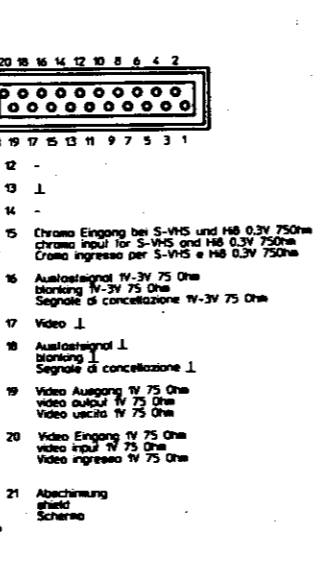 20 18 16 14 12 10 8 6 4 2
19 17 15 13 11 9 7 5 3 1
12 -
13 ⊥
14 -
15 Chroma Eingang bei S-VHS und Hi8 0.3V 75Ohm
chroma input for S-VHS and Hi8 0.3V 75Ohm
Croma ingresso per S-VHS e Hi8 0.3V 75Ohm
16 Austastsignal 1V-3V 75 Ohm
blanking 1V-3V 75 Ohm
Segnale di concellazione 1V-3V 75 Ohm
17 Video ⊥
18 Austastsignal ⊥
blanking ⊥
Segnale di concellazione ⊥
19 Video Ausgang 1V 75 Ohm
video output 1V 75 Ohm
Video uscita 1V 75 Ohm
20 Video Eingang 1V 75 Ohm
video input 1V 75 Ohm
Video ingresso 1V 75 Ohm
21 Abschirmung
shield
Schermo